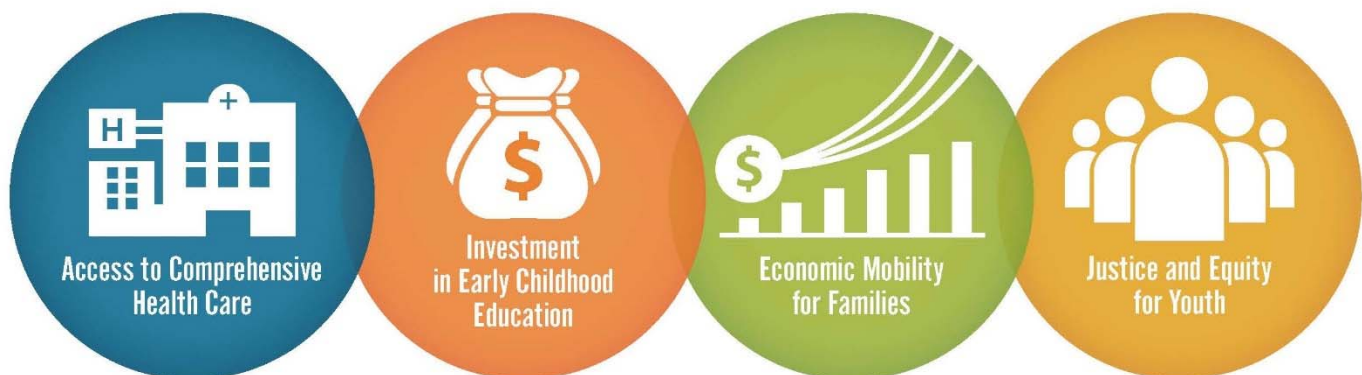 H
+
$
$
Access to Comprehensive
Health Care
Investment
in Early Childhood
Education
Economic Mobility
for Families
Justice and Equity
for Youth